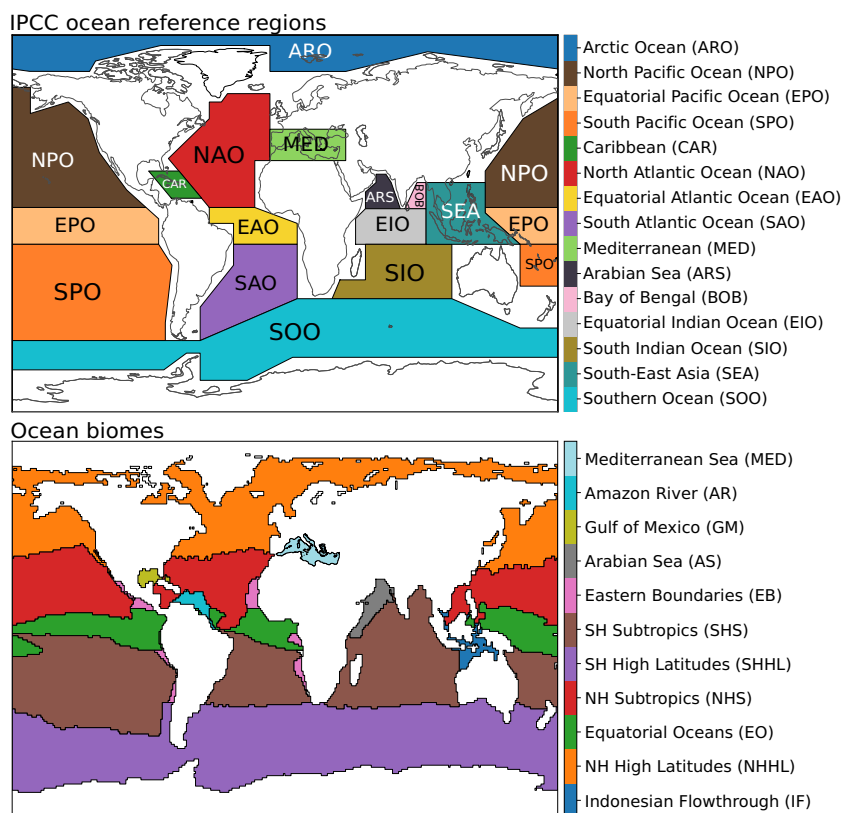 IPCC ocean reference regions
ARO
NPO
NAO
MED
NPO
CAR
ARS
BOB
SEA
EPO
EAO
EIO
EPO
SPO
SAO
SIO
SPO
SOO
Arctic Ocean (ARO)
North Pacific Ocean (NPO)
Equatorial Pacific Ocean (EPO)
South Pacific Ocean (SPO)
Caribbean (CAR)
North Atlantic Ocean (NAO)
Equatorial Atlantic Ocean (EAO)
South Atlantic Ocean (SAO)
Mediterranean (MED)
Arabian Sea (ARS)
Bay of Bengal (BOB)
Equatorial Indian Ocean (EIO)
South Indian Ocean (SIO)
South-East Asia (SEA)
Southern Ocean (SOO)
Ocean biomes
Mediterranean Sea (MED)
Amazon River (AR)
Gulf of Mexico (GM)
Arabian Sea (AS)
Eastern Boundaries (EB)
SH Subtropics (SHS)
SH High Latitudes (SHHL)
NH Subtropics (NHS)
Equatorial Oceans (EO)
NH High Latitudes (NHHL)
Indonesian Flowthrough (IF)